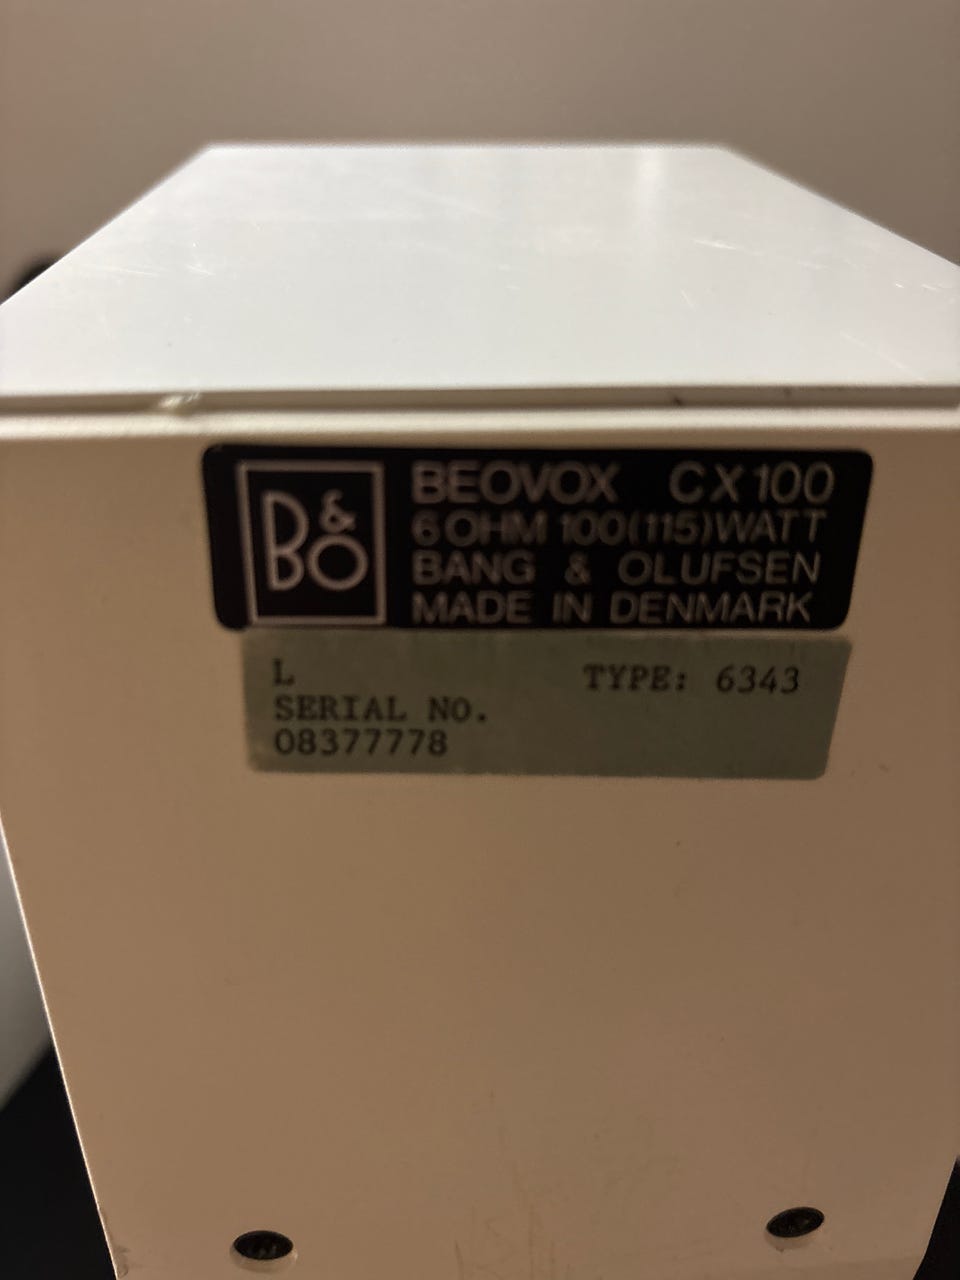 B&O
BEOVOX CX100
6 OHM 100(115)WATT
BANG & OLUFSEN
MADE IN DENMARK
L TYPE: 6343
SERIAL NO.
08377778